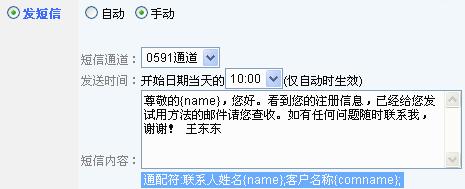 发短信 自动 手动
短信通道：0591通道
发送时间：开始日期当天的 10:00 (仅自动时生效)
尊敬的{name}，您好。看到您的注册信息，已经给您发
试用方法的邮件请您查收。如有任何问题随时联系我，
谢谢！ 王东东
短信内容：
通配符:联系人姓名{name};客户名称{comname};